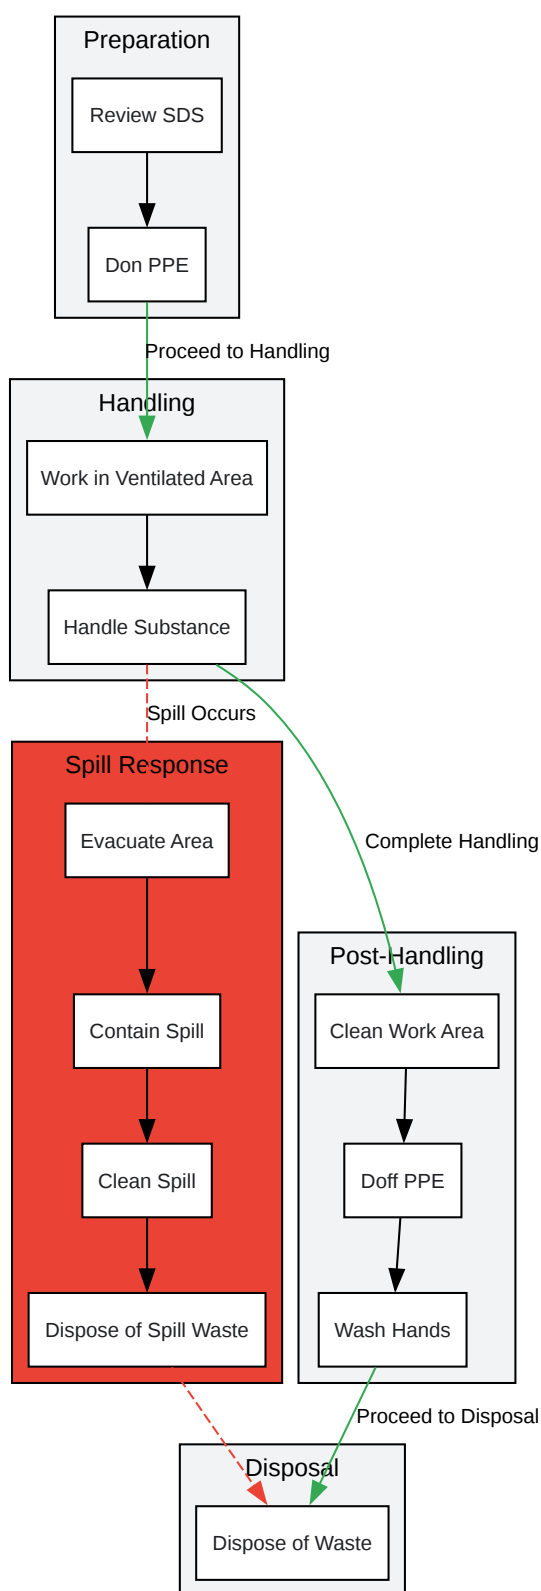 Preparation
Review SDS
Don PPE
Proceed to Handling
Handling
Work in Ventilated Area
Handle Substance
Spill Occurs
Spill Response
Evacuate Area
Complete Handling
Post-Handling
Contain Spill
Clean Work Area
Clean Spill
Doff PPE
Dispose of Spill Waste
Wash Hands
Proceed to Disposal
Disposal
Dispose of Waste